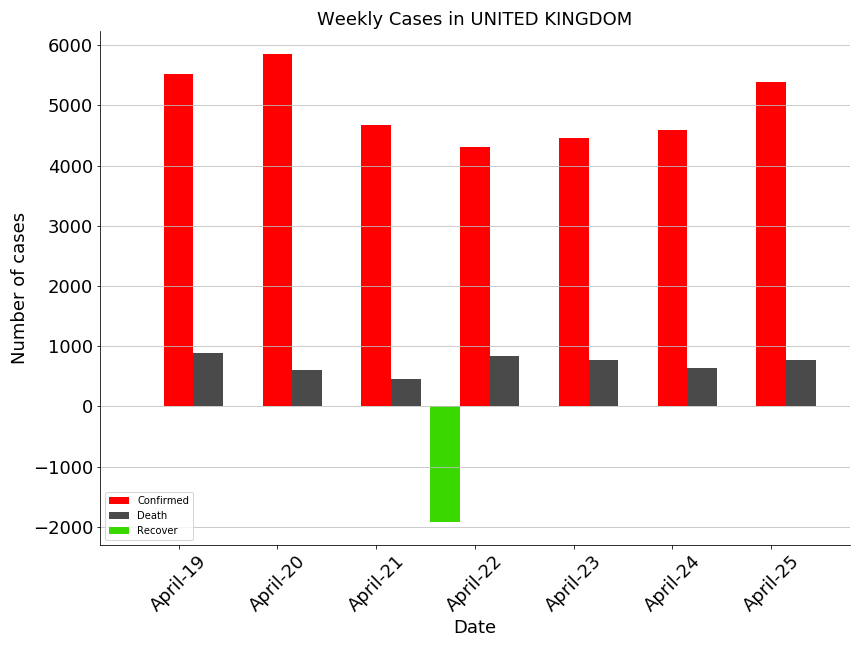 Weekly Cases in UNITED KINGDOM
6000
5000
4000
3000
2000
1000
0
−1000
−2000
Number of cases
Confirmed
Death
Recover
April-19
April-20
April-21
April-22
April-23
April-24
April-25
Date